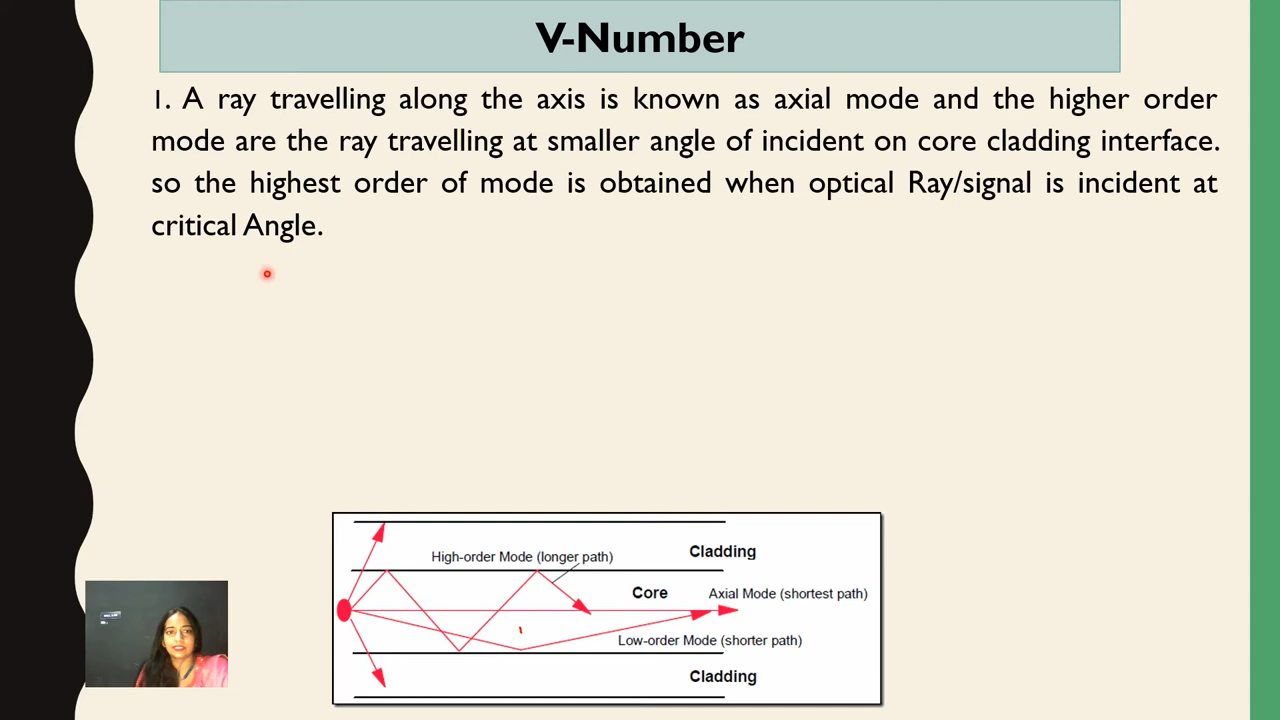 V-Number
1. A ray travelling along the axis is known as axial mode and the higher order
mode are the ray travelling at smaller angle of incident on core cladding interface.
so the highest order of mode is obtained when optical Ray/signal is incident at
critical Angle.
High-order Mode (longer path)
Cladding
Core
Axial Mode (shortest path)
Low-order Mode (shorter path)
Cladding